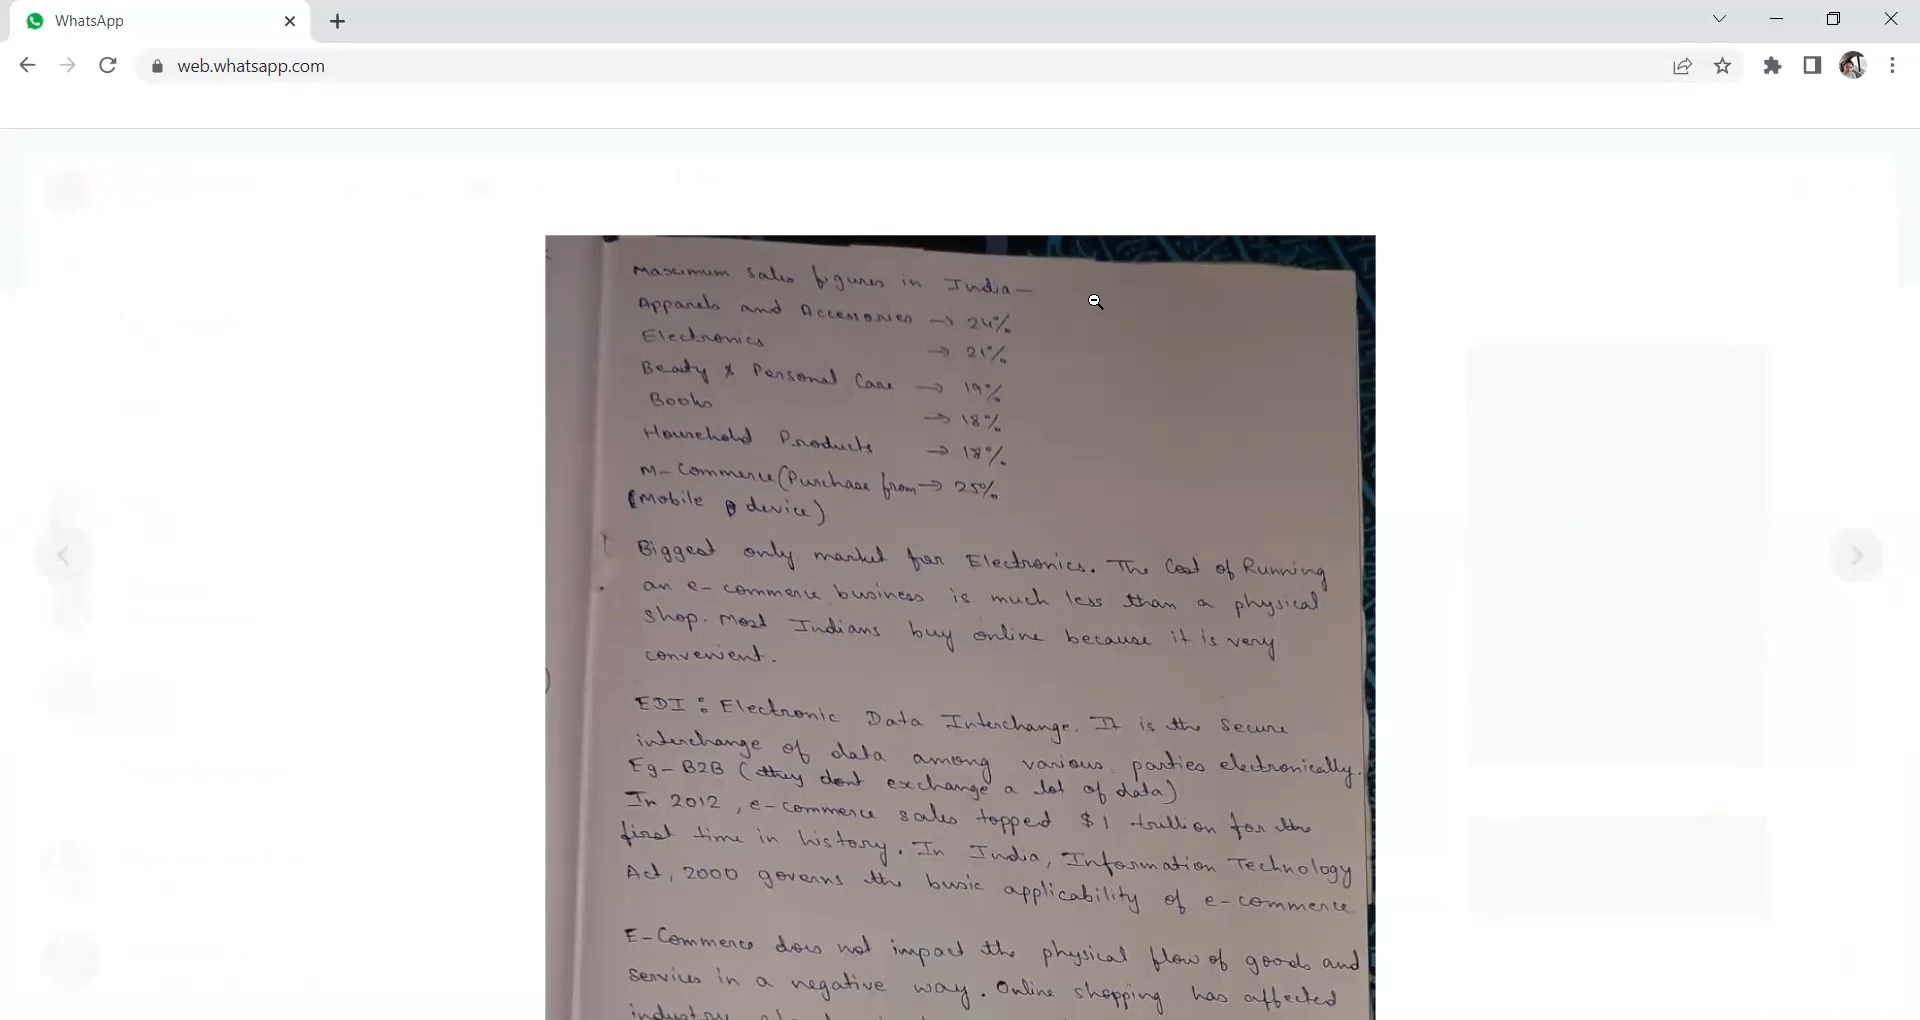 WhatsApp
web.whatsapp.com
Maximum sales figures in India—
Apparels and Accessories → 24%
Electronics → 21%
Beauty & Personal Care → 19%
Books → 18%
Household Products → 18%
M-Commerce (Purchase from → 25%
(Mobile device)
Biggest only market for Electronics. The Cost of Running
an e-commerce business is much less than a physical
shop. Most Indians buy online because it is very
convenient.
EDI : Electronic Data Interchange. It is the secure
interchange of data among various parties electronically.
Eg- B2B (they dont exchange a lot of data)
In 2012, e-commerce sales topped $1 trillion for the
first time in history. In India, Information Technology
Act, 2000 governs the basic applicability of e-commerce
E-Commerce does not impact the physical flow of goods and
services in a negative way. Online shopping has affected
industry